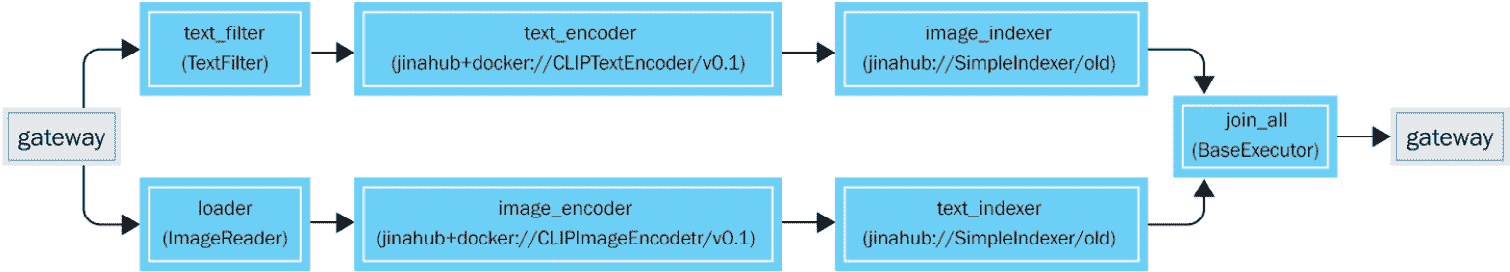 gateway
text_filter
(TextFilter)
text_encoder
(jinahub+docker://CLIPTextEncoder/v0.1)
image_indexer
(jinahub://SimpleIndexer/old)
loader
(ImageReader)
image_encoder
(jinahub+docker://CLIPImageEncodetr/v0.1)
text_indexer
(jinahub://SimpleIndexer/old)
join_all
(BaseExecutor)
gateway